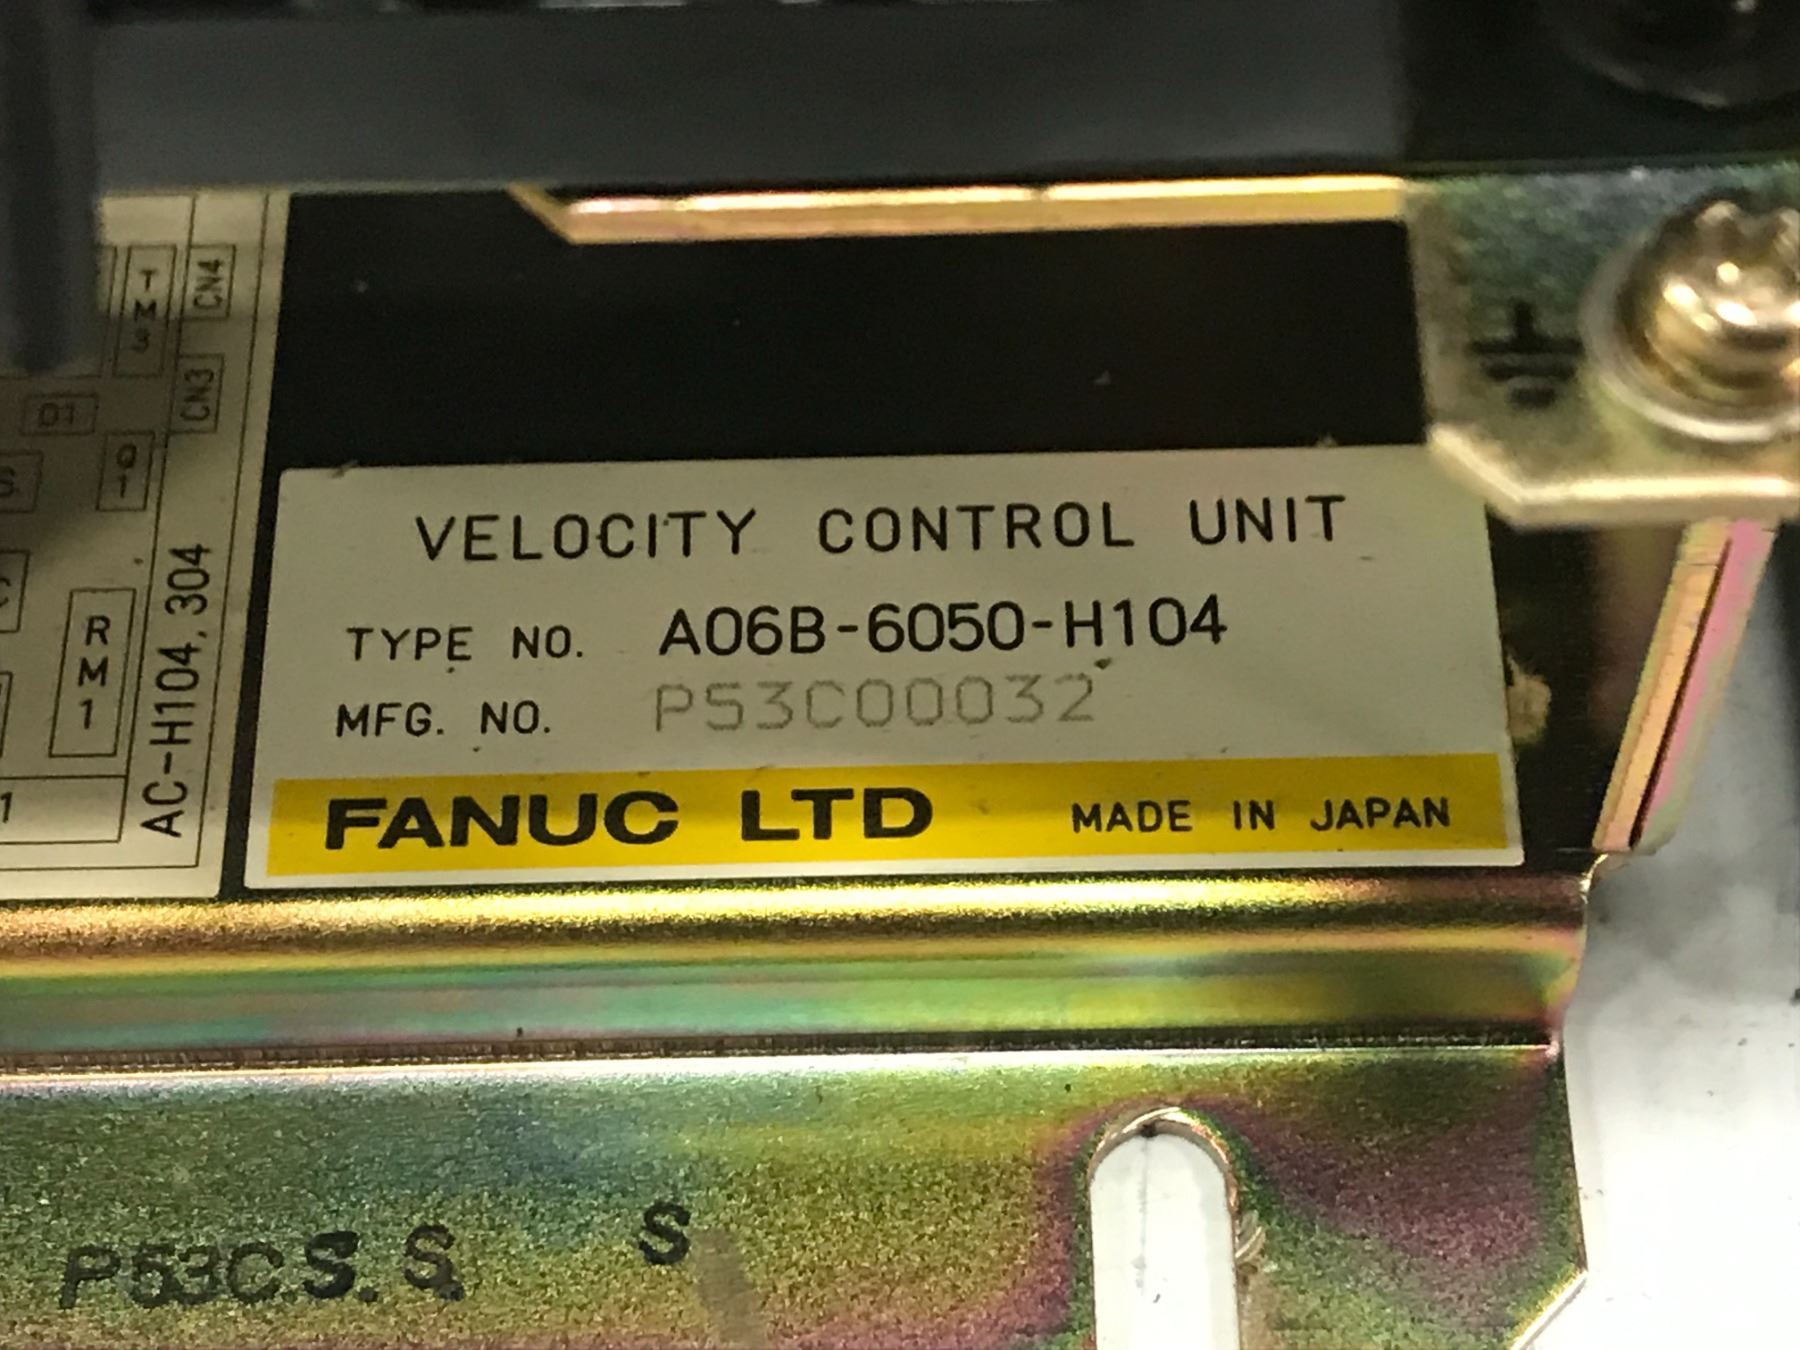 VELOCITY CONTROL UNIT
TYPE NO. A06B-6050-H104
MFG. NO. P53C00032
FANUC LTD MADE IN JAPAN
TM3
CN4
CN3
D1
Q1
RM1
AC-H104, 304
P53C S. S. S